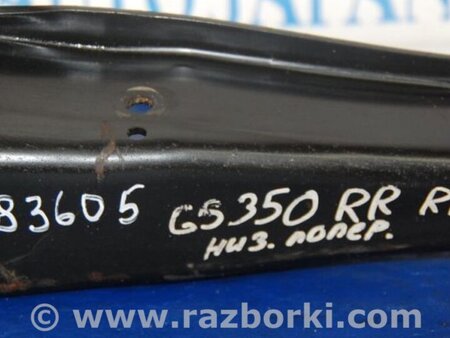 83605 GS350 RR
низ. попер.
www.razborki.com